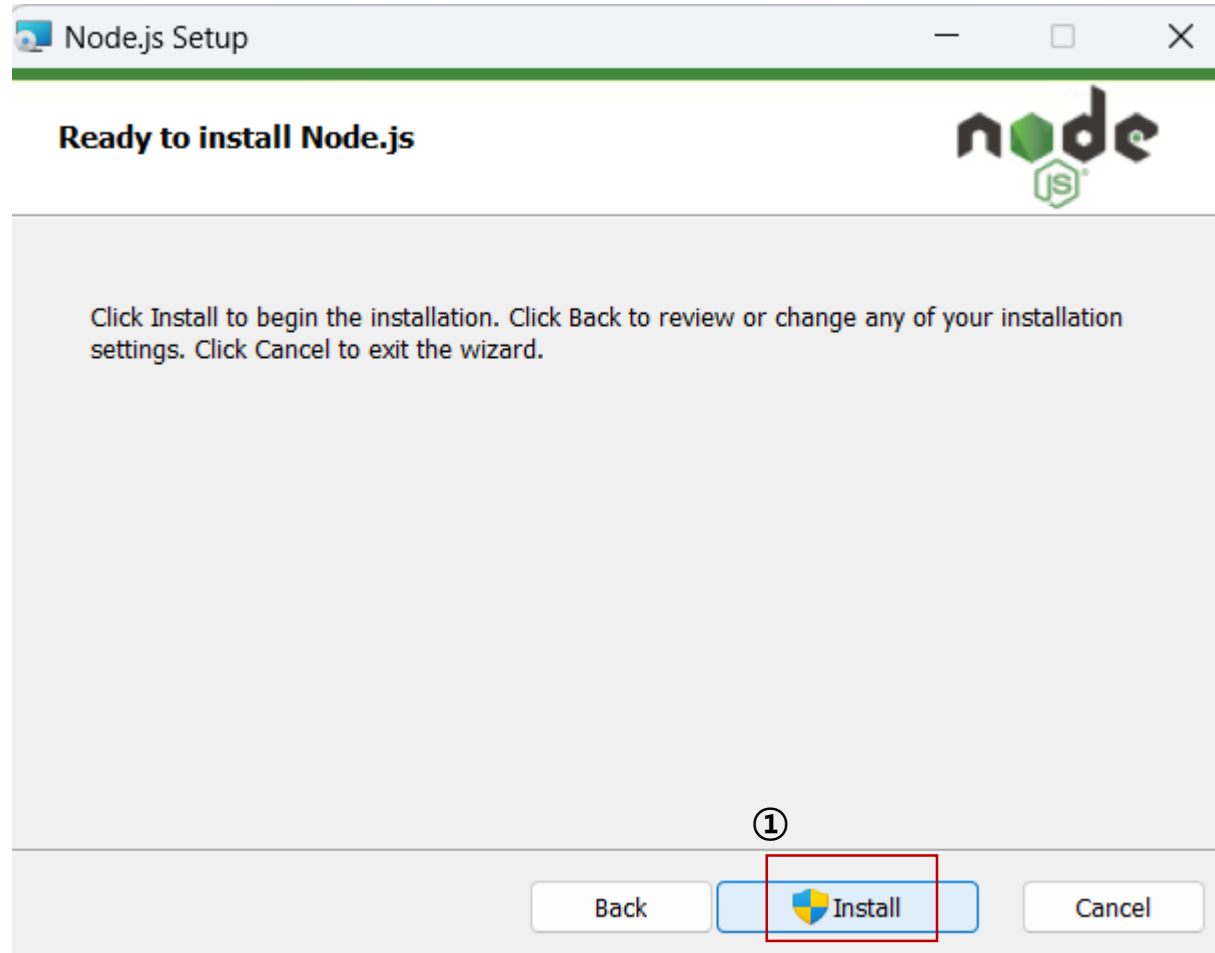 Node.js Setup
Ready to install Node.js
node
JS
Click Install to begin the installation. Click Back to review or change any of your installation
settings. Click Cancel to exit the wizard.
①
Back Install Cancel